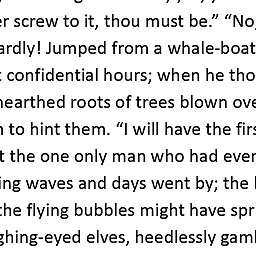 er screw to it, thou must be.” “No,
ardly! Jumped from a whale-boat
confidential hours; when he tho
nearthed roots of trees blown ove
to hint them. “I will have the firs
the one only man who had ever
ing waves and days went by; the
the flying bubbles might have spr
ghing-eyed elves, heedlessly gaml